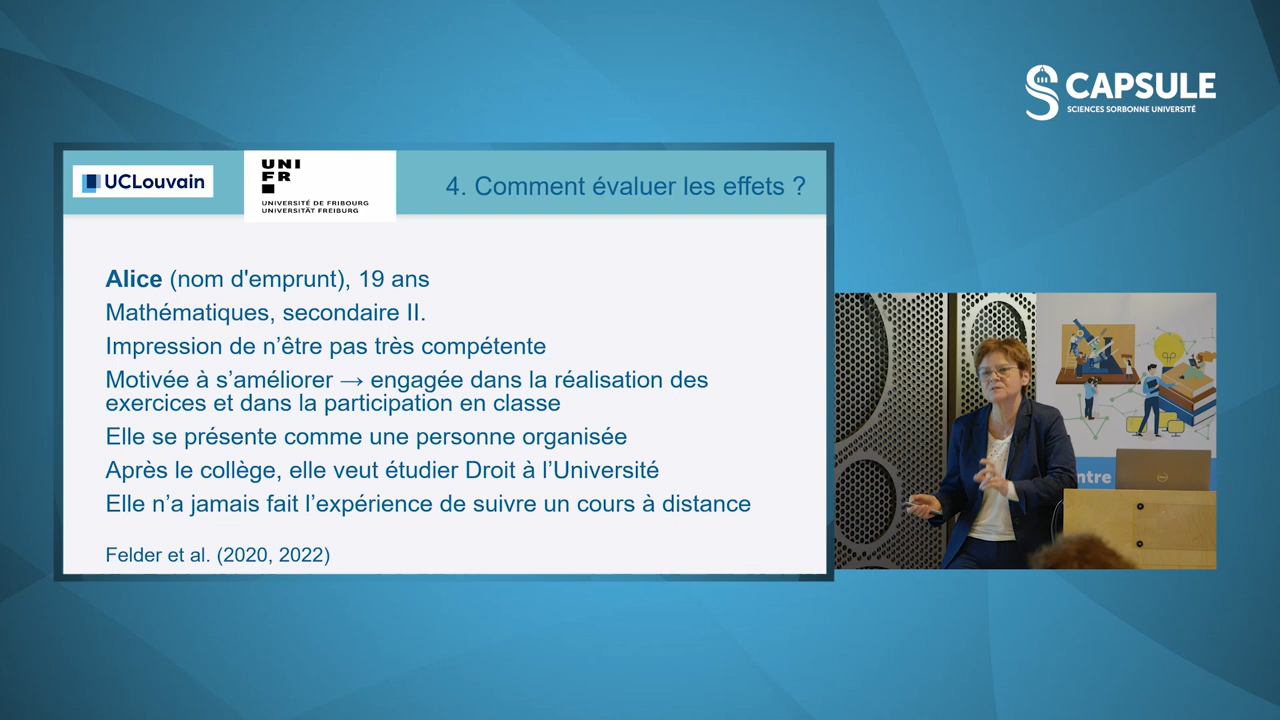 CAPSULE
SCIENCES SORBONNE UNIVERSITÉ
UCLouvain
UNI
FR
UNIVERSITÉ DE FRIBOURG
UNIVERSITÄT FREIBURG
4. Comment évaluer les effets ?
Alice (nom d'emprunt), 19 ans
Mathématiques, secondaire II.
Impression de n’être pas très compétente
Motivée à s’améliorer → engagée dans la réalisation des
exercices et dans la participation en classe
Elle se présente comme une personne organisée
Après le collège, elle veut étudier Droit à l’Université
Elle n’a jamais fait l’expérience de suivre un cours à distance
Felder et al. (2020, 2022)
ntre